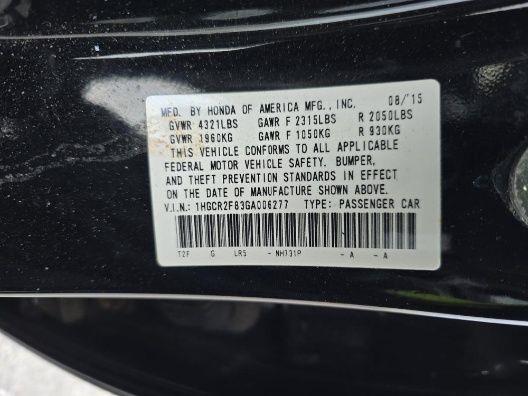 MFD. BY HONDA OF AMERICA MFG., INC. 08/'15
GVWR 4321LBS GAWR F 2315LBS R 2050LBS
GVWR 1960KG GAWR F 1050KG R 930KG
THIS VEHICLE CONFORMS TO ALL APPLICABLE
FEDERAL MOTOR VEHICLE SAFETY, BUMPER,
AND THEFT PREVENTION STANDARDS IN EFFECT
ON THE DATE OF MANUFACTURE SHOWN ABOVE.
V.I.N.: 1HGCR2F83GA006277 TYPE: PASSENGER CAR
T2F G LR5 - NH731P - A - A